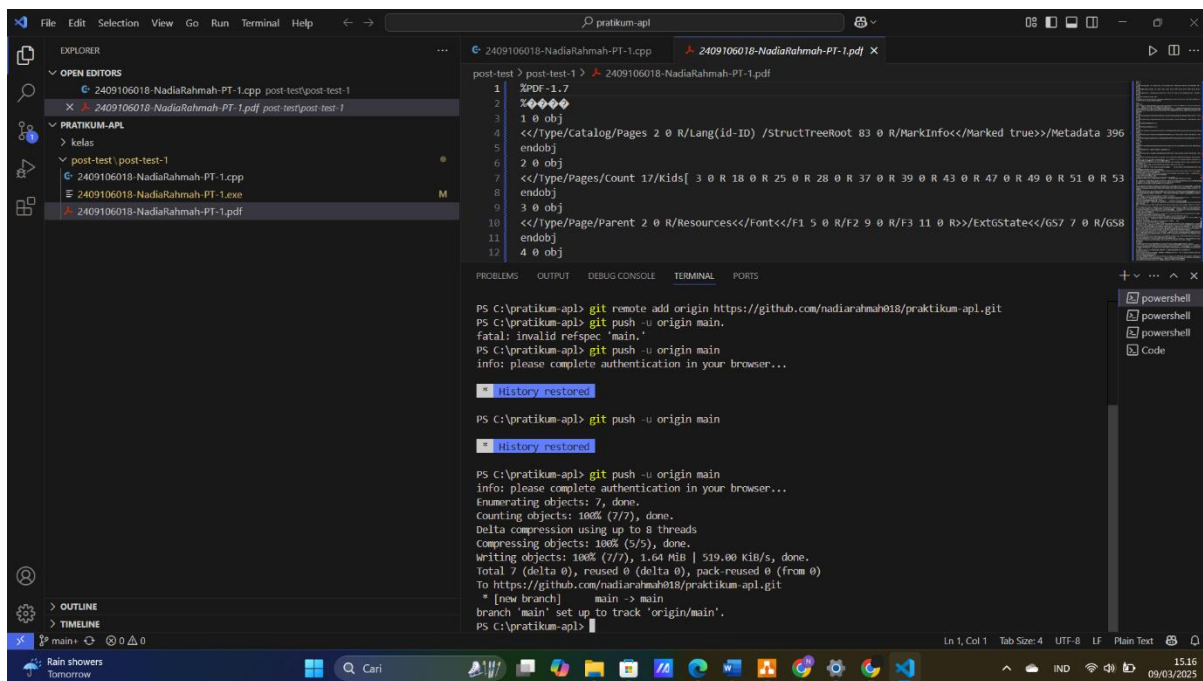 File Edit Selection View Go Run Terminal Help
pratikum-apl
EXPLORER
OPEN EDITORS
2409106018-NadiaRahmah-PT-1.cpp post-test\post-test-1
2409106018-NadiaRahmah-PT-1.pdf post-test\post-test-1
PRATIKUM-APL
kelas
post-test\post-test-1
2409106018-NadiaRahmah-PT-1.cpp
2409106018-NadiaRahmah-PT-1.exe M
2409106018-NadiaRahmah-PT-1.pdf
OUTLINE
TIMELINE
2409106018-NadiaRahmah-PT-1.cpp 2409106018-NadiaRahmah-PT-1.pdf
post-test > post-test-1 > 2409106018-NadiaRahmah-PT-1.pdf
1 %PDF-1.7
2 %����
3 1 0 obj
4 <</Type/Catalog/Pages 2 0 R/Lang(id-ID) /StructTreeRoot 83 0 R/MarkInfo<</Marked true>>/Metadata 396
5 endobj
6 2 0 obj
7 <</Type/Pages/Count 17/Kids[ 3 0 R 18 0 R 25 0 R 28 0 R 37 0 R 39 0 R 43 0 R 47 0 R 49 0 R 51 0 R 53
8 endobj
9 3 0 obj
10 <</Type/Page/Parent 2 0 R/Resources<</Font<</F1 5 0 R/F2 9 0 R/F3 11 0 R>>/ExtGState<</GS7 7 0 R/GS8
11 endobj
12 4 0 obj
PROBLEMS OUTPUT DEBUG CONSOLE TERMINAL PORTS
PS C:\pratikum-apl> git remote add origin https://github.com/nadiarahmah018/praktikum-apl.git
PS C:\pratikum-apl> git push -u origin main.
fatal: invalid refspec 'main.'
PS C:\pratikum-apl> git push -u origin main
info: please complete authentication in your browser...
* History restored
PS C:\pratikum-apl> git push -u origin main
* History restored
PS C:\pratikum-apl> git push -u origin main
info: please complete authentication in your browser...
Enumerating objects: 7, done.
Counting objects: 100% (7/7), done.
Delta compression using up to 8 threads
Compressing objects: 100% (5/5), done.
Writing objects: 100% (7/7), 1.64 MiB | 519.00 KiB/s, done.
Total 7 (delta 0), reused 0 (delta 0), pack-reused 0 (from 0)
To https://github.com/nadiarahmah018/praktikum-apl.git
* [new branch] main -> main
branch 'main' set up to track 'origin/main'.
PS C:\pratikum-apl>
powershell
powershell
powershell
Code
main+ 0 0 Ln 1, Col 1 Tab Size: 4 UTF-8 LF Plain Text
Rain showers
Tomorrow
Cari
IND
15.16
09/03/2025